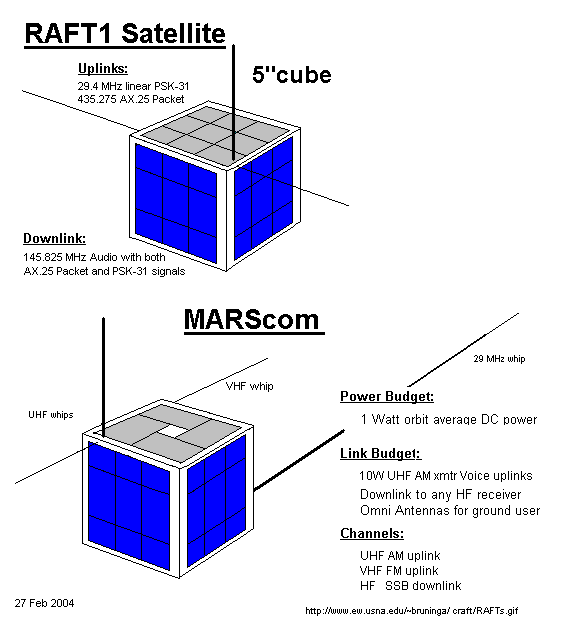 RAFT1 Satellite
Uplinks:
29.4 MHz linear PSK-31
435.275 AX.25 Packet
5"cube
Downlink:
145.825 MHz Audio with both
AX.25 Packet and PSK-31 signals
MARScom
29 MHz whip
VHF whip
UHF whips
Power Budget:
1 Watt orbit average DC power
Link Budget:
10W UHF AM xmtr Voice uplinks
Downlink to any HF receiver
Omni Antennas for ground user
Channels:
UHF AM uplink
VHF FM uplink
HF SSB downlink
27 Feb 2004
http://www.ew.usna.edu/~bruninga/ craft/RAFTs.gif